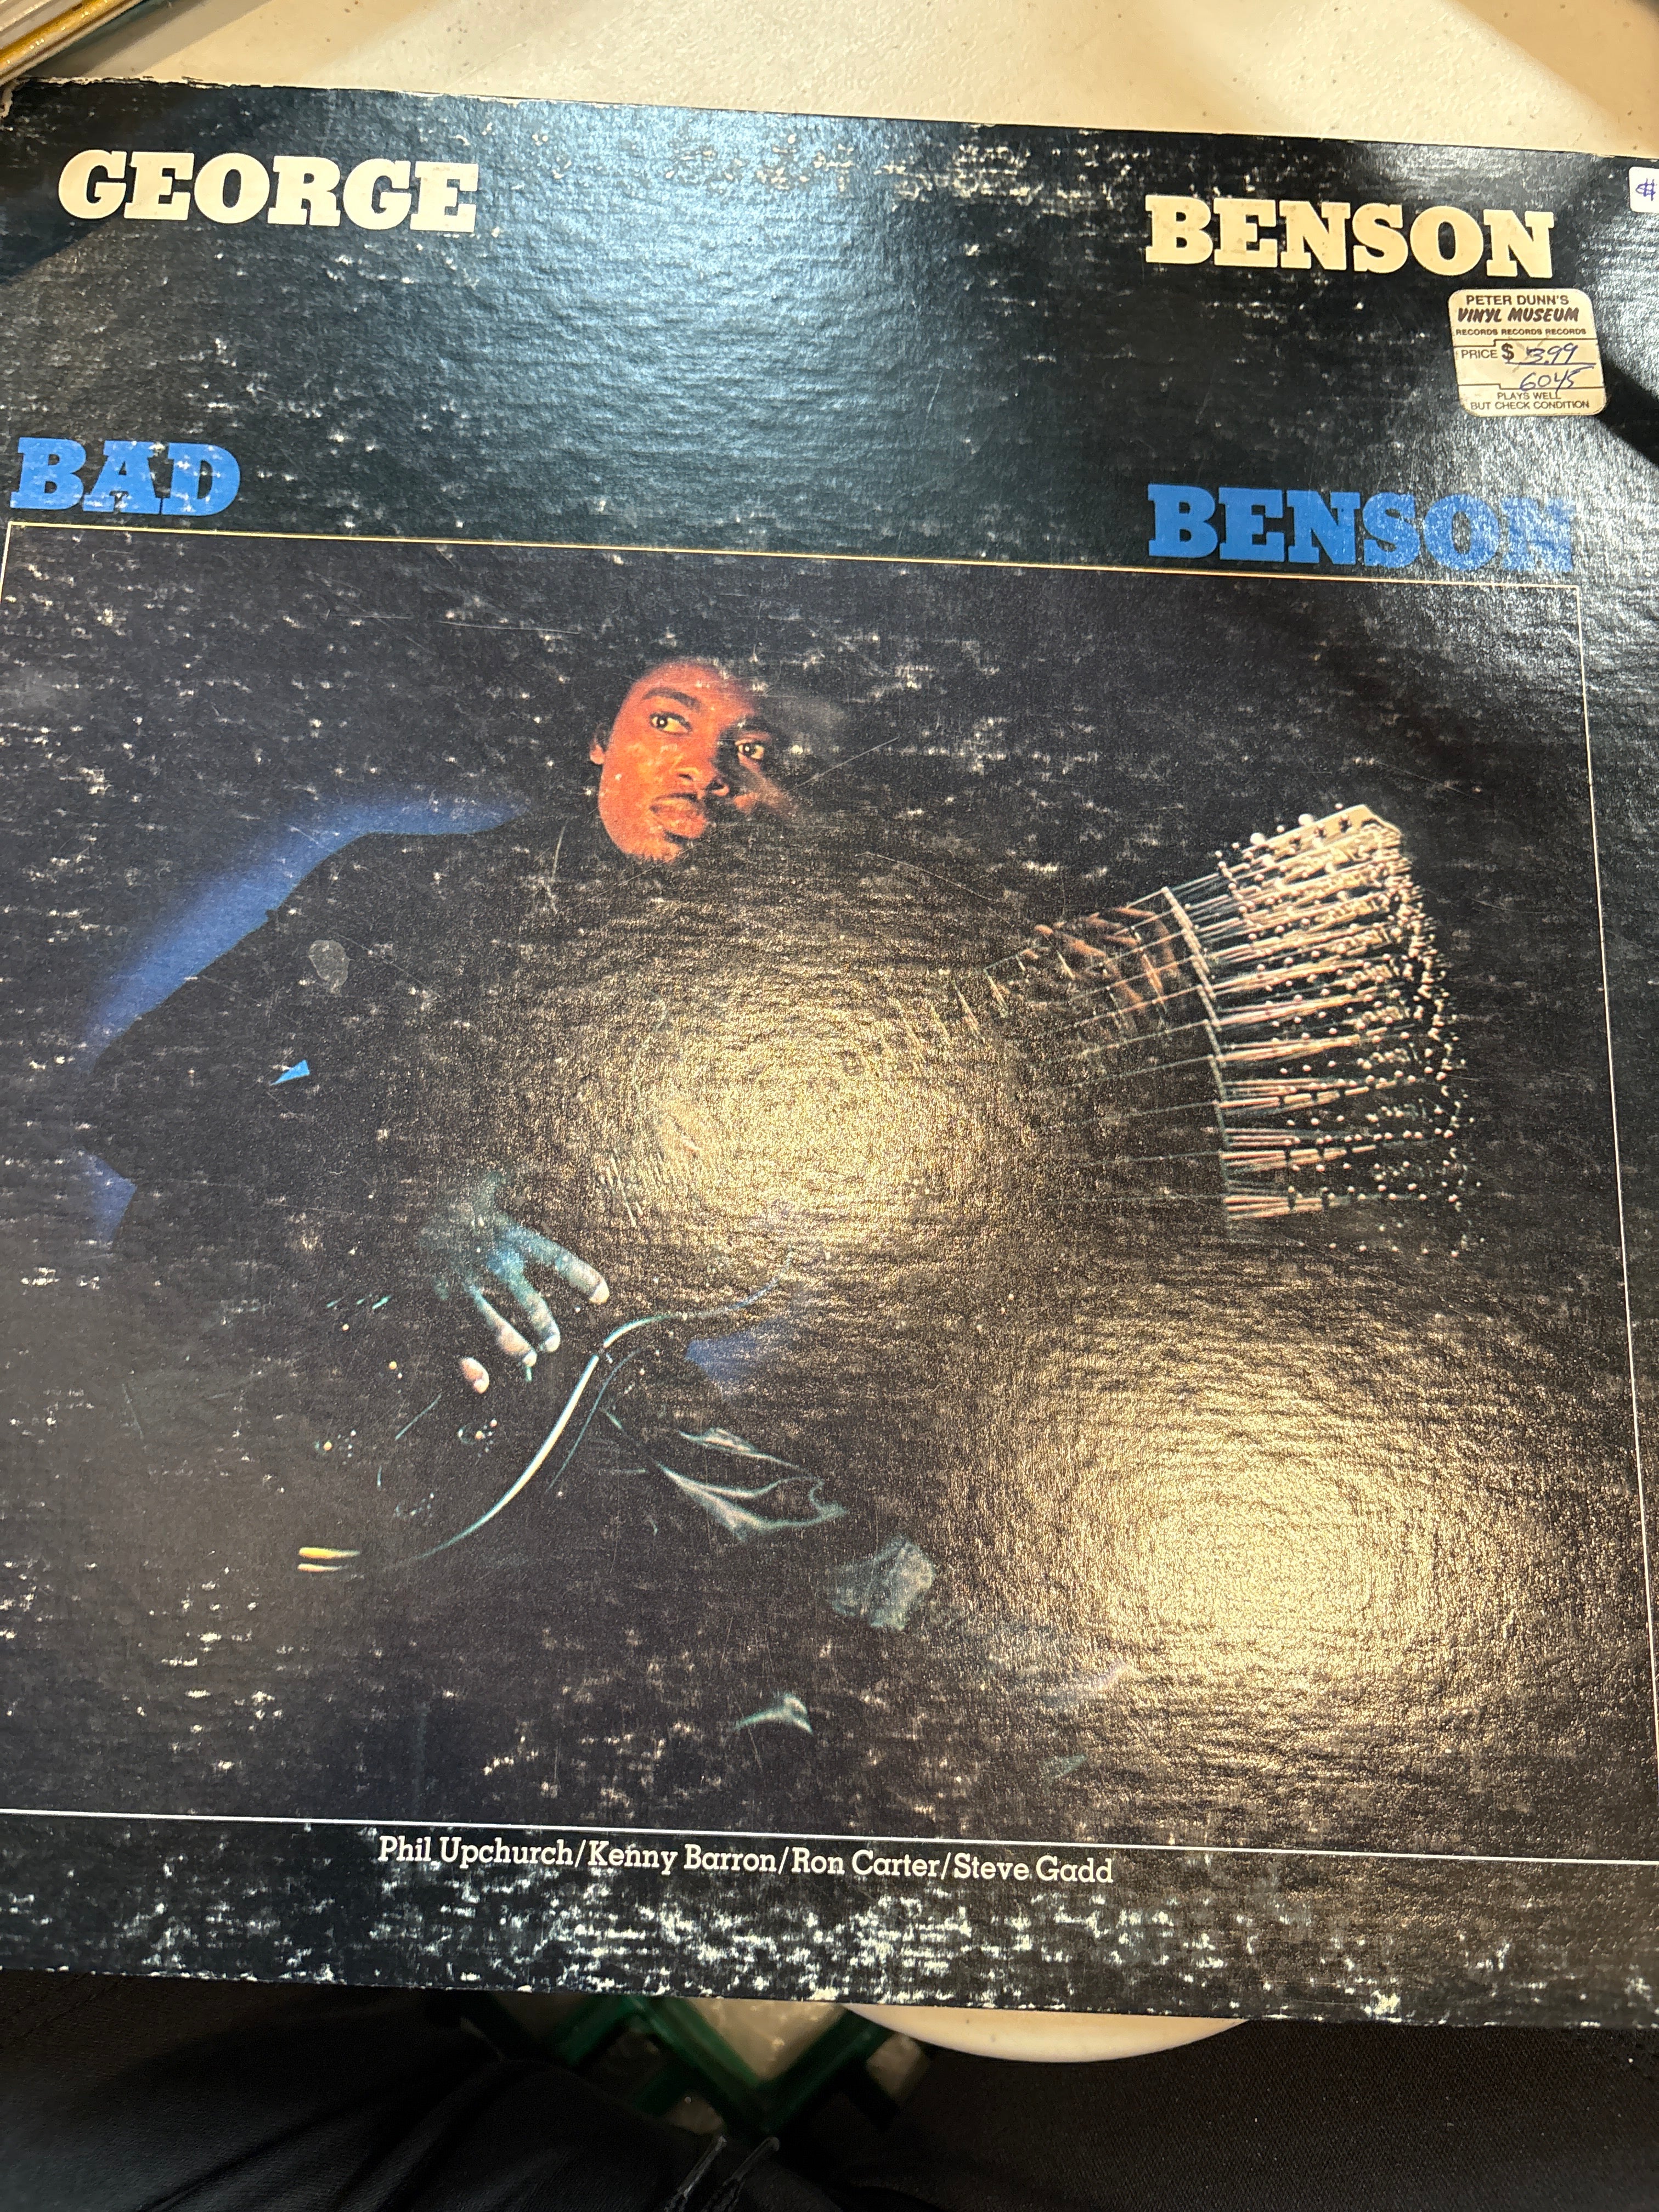 GEORGE BENSON
PETER DUNN'S
VINYL MUSEUM
RECORDS RECORDS RECORDS
PRICE $ 3.99
6045
PLAYS WELL
BUT CHECK CONDITION
BAD BENSON
Phil Upchurch/Kenny Barron/Ron Carter/Steve Gadd